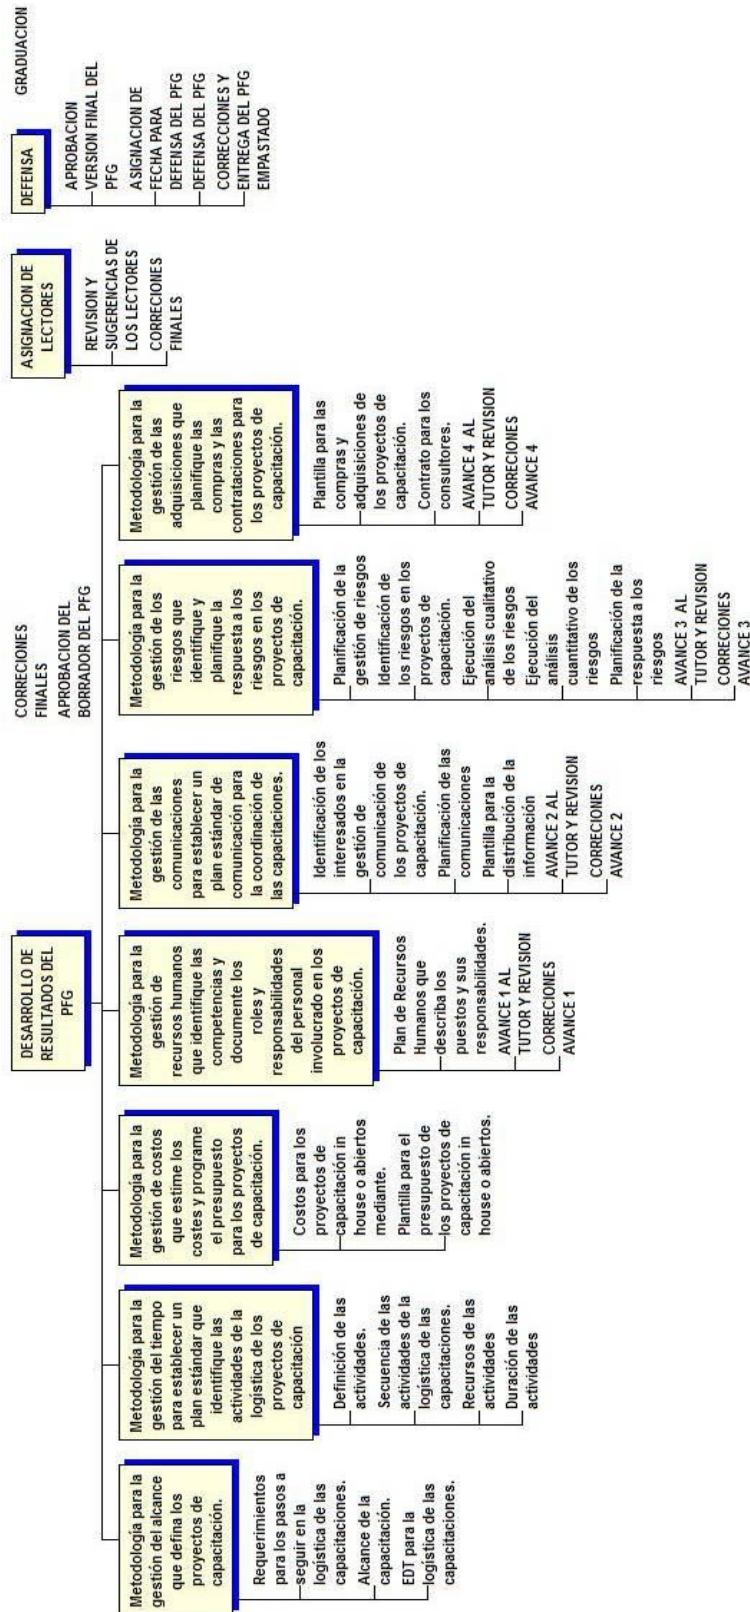 DESARROLLO DE
RESULTADOS DEL
PFG
Metodología para la
gestión del alcance
que defina los
proyectos de
capacitación.
Requerimientos
para los pasos a
seguir en la
logística de las
capacitaciones.
Alcance de la
capacitación.
EDT para la
logística de las
capacitaciones.
Metodología para la
gestión del tiempo
para establecer un
plan estándar que
identifique las
actividades de la
logística de los
proyectos de
capacitación
Definición de las
actividades.
Secuencia de las
actividades de la
logística de las
capacitaciones.
Recursos de las
actividades
Duración de las
actividades
Metodología para la
gestión de costos
que estime los
costes y programe
el presupuesto
para los proyectos
de capacitación.
Costos para los
proyectos de
capacitación in
house o abiertos
mediante.
Plantilla para el
presupuesto de
los proyectos de
capacitación in
house o abiertos.
Metodología para la
gestión de
recursos humanos
que identifique las
competencias y
documente los
roles y
responsabilidades
del personal
involucrado en los
proyectos de
capacitación.
Plan de Recursos
Humanos que
describa los
puestos y sus
responsabilidades.
AVANCE 1 AL
TUTOR Y REVISION
CORRECIONES
AVANCE 1
Metodología para la
gestión de las
comunicaciones
para establecer un
plan estándar de
comunicación para
la coordinación de
las capacitaciones.
Identificación de los
interesados en la
gestión de
comunicación de
los proyectos de
capacitación.
Planificación de las
comunicaciones
Plantilla para la
distribución de la
información
AVANCE 2 AL
TUTOR Y REVISION
CORRECIONES
AVANCE 2
Metodología para la
gestión de los
riesgos que
identifique y
planifique la
respuesta a los
riesgos en los
proyectos de
capacitación.
Planificación de la
gestión de riesgos
Identificación de
los riesgos en los
proyectos de
capacitación.
Ejecución del
análisis cualitativo
de los riesgos
Ejecución del
análisis
cuantitativo de los
riesgos
Planificación de la
respuesta a los
riesgos
AVANCE 3 AL
TUTOR Y REVISION
CORRECIONES
AVANCE 3
Metodología para la
gestión de las
adquisiciones que
planifique las
compras y las
contrataciones para
los proyectos de
capacitación.
Plantilla para las
compras y
adquisiciones de
los proyectos de
capacitación.
Contrato para los
consultores.
AVANCE 4 AL
TUTOR Y REVISION
CORRECIONES
AVANCE 4
CORRECIONES
FINALES
APROBACION DEL
BORRADOR DEL PFG
ASIGNACION DE
LECTORES
REVISION Y
SUGERENCIAS DE
LOS LECTORES
CORRECIONES
FINALES
DEFENSA
APROBACION
VERSION FINAL DEL
PFG
ASIGNACION DE
FECHA PARA
DEFENSA DEL PFG
DEFENSA DEL PFG
CORRECCIONES Y
ENTREGA DEL PFG
EMPASTADO
GRADUACION